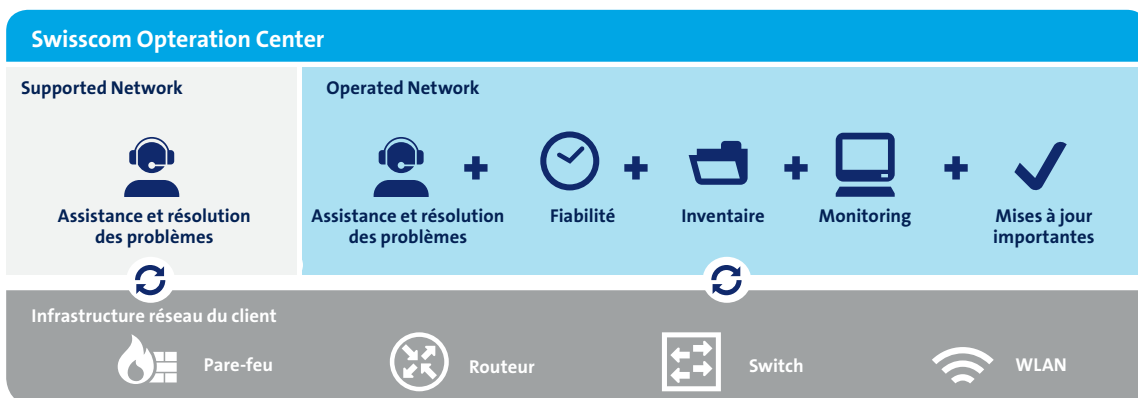 Swisscom Opteration Center
Supported Network
Operated Network
Assistance et résolution
des problèmes
Assistance et résolution
des problèmes
Fiabilité
Inventaire
Monitoring
Mises à jour
importantes
Infrastructure réseau du client
Pare-feu
Routeur
Switch
WLAN